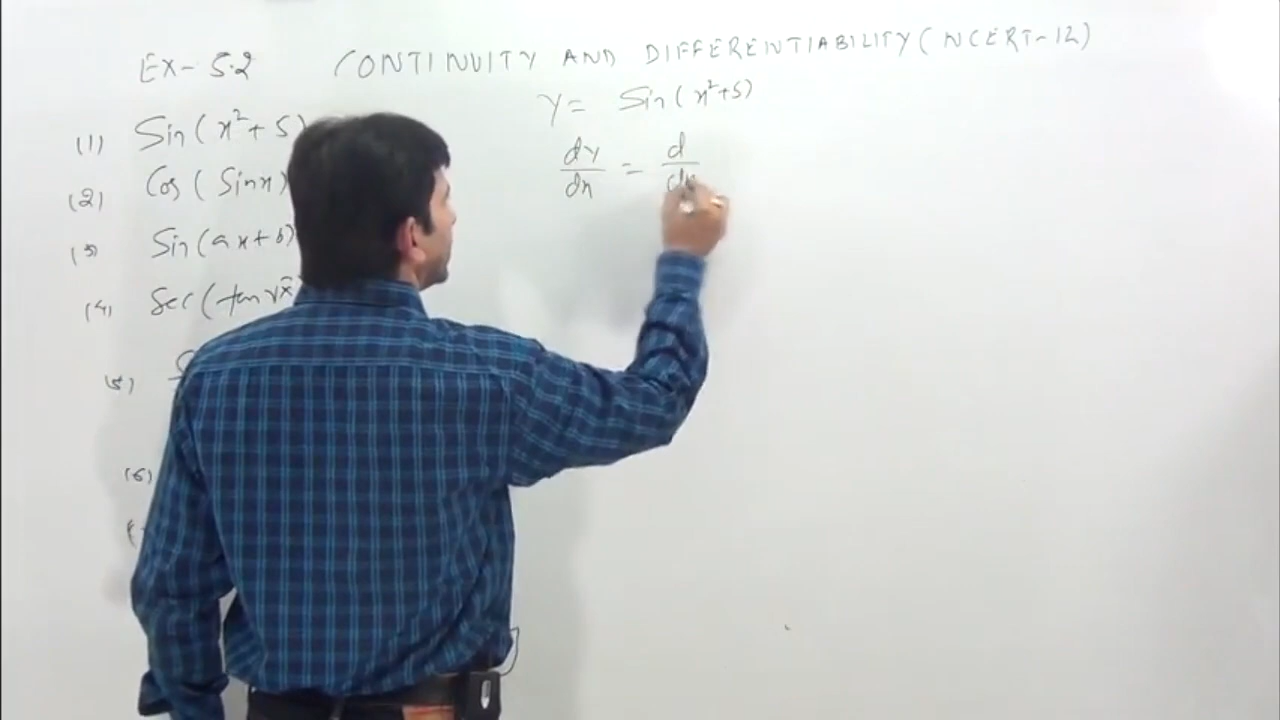 Ex- 5.2 CONTINUITY AND DIFFERENTIABILITY (NCERT-12)
(1) Sin(x²+5)
(2) Cos(Sinx)
(3) Sin(ax+b)
(4) Sec(tan√x
(5)
(6)
Y = Sin(x²+5)
dy/dx = d/dx